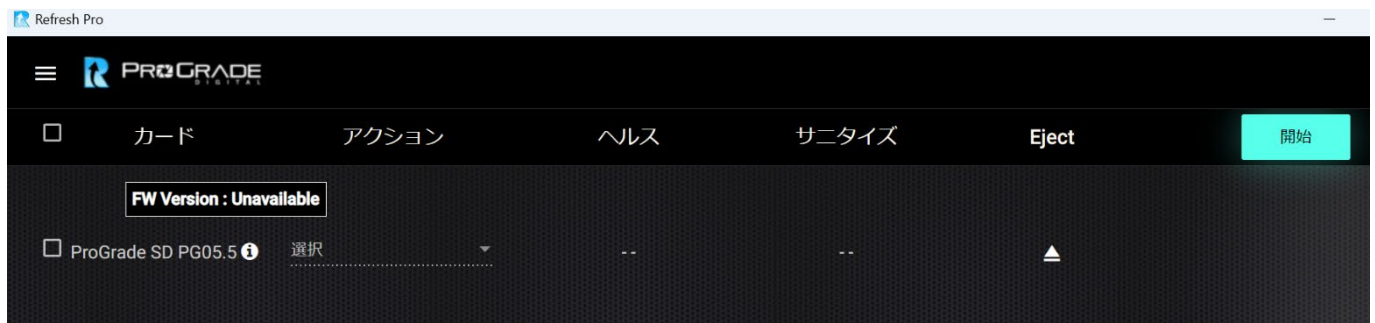 Refresh Pro
PROGRADE
DIGITAL
カード アクション ヘルス サニタイズ Eject 開始
FW Version : Unavailable
ProGrade SD PG05.5 選択 -- --